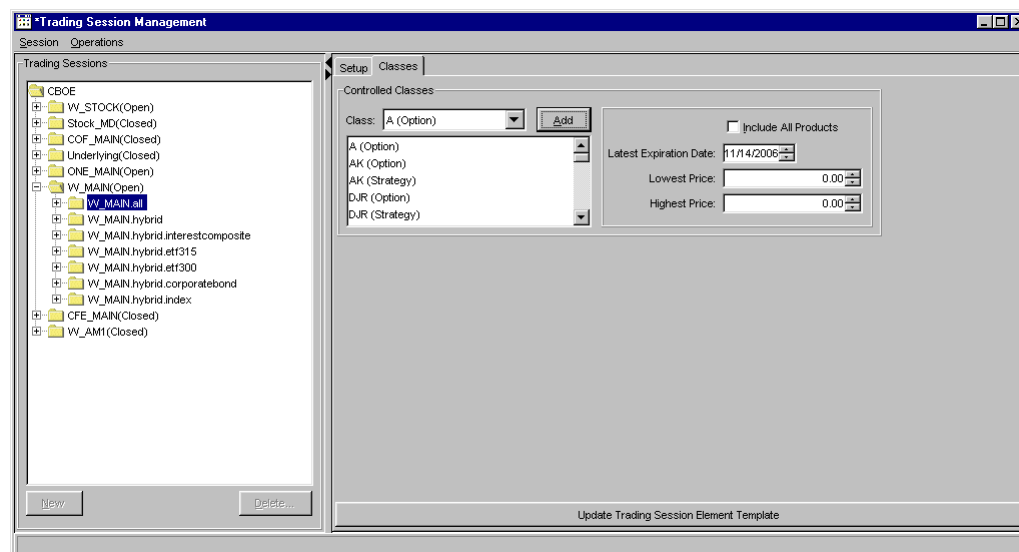 *Trading Session Management
Session Operations
Trading Sessions
CBOE
W_STOCK(Open)
Stock_MD(Closed)
COF_MAIN(Closed)
Underlying(Closed)
ONE_MAIN(Open)
W_MAIN(Open)
W_MAIN.all
W_MAIN.hybrid
W_MAIN.hybrid.interestcomposite
W_MAIN.hybrid.etf315
W_MAIN.hybrid.etf300
W_MAIN.hybrid.corporatebond
W_MAIN.hybrid.index
CFE_MAIN(Closed)
W_AM1(Closed)
New Delete...
Setup Classes
Controlled Classes
Class: A (Option) Add
A (Option)
AK (Option)
AK (Strategy)
DJR (Option)
DJR (Strategy)
Include All Products
Latest Expiration Date: 11/14/2006
Lowest Price: 0.00
Highest Price: 0.00
Update Trading Session Element Template